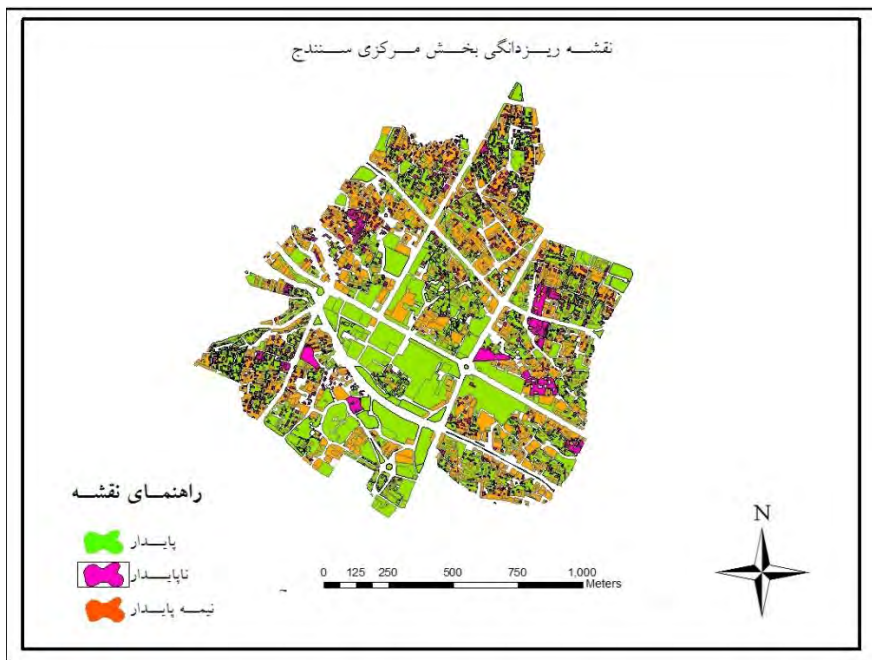 نقشه ریزدانگی بخش مرکزی سنندج
راهنمای نقشه
پایدار
ناپایدار
نیمه پایدار
0 125 250 500 750 1,000
Meters
N